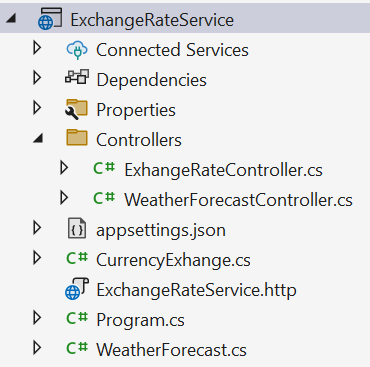 ExchangeRateService
Connected Services
Dependencies
Properties
Controllers
C# ExhangeRateController.cs
C# WeatherForecastController.cs
appsettings.json
C# CurrencyExhange.cs
ExchangeRateService.http
C# Program.cs
C# WeatherForecast.cs